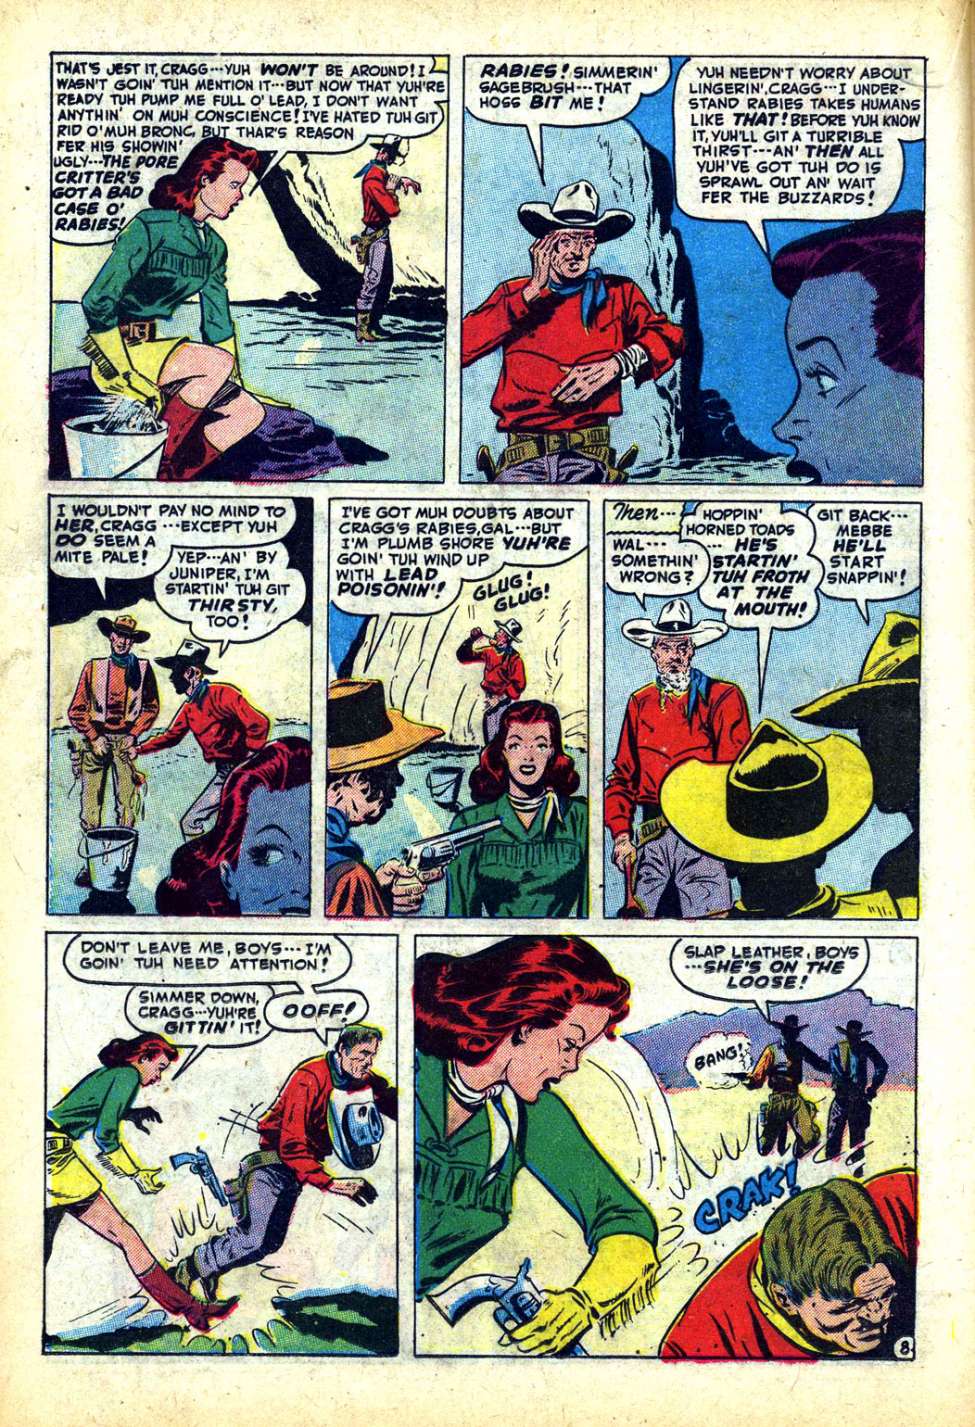 THAT'S JEST IT, CRAGG---YUH WON'T BE AROUND! I
WASN'T GOIN' TUH MENTION IT---BUT NOW THAT YUH'RE
READY TUH PUMP ME FULL O' LEAD, I DON'T WANT
ANYTHIN' ON MUH CONSCIENCE! I'VE HATED TUH GIT
RID O' MUH BRONC, BUT THAR'S REASON
FER HIS SHOWIN'
UGLY---THE PORE
CRITTER'S
GOT A BAD
CASE O'
RABIES!
RABIES! SIMMERIN'
SAGEBRUSH---THAT
HOSS BIT ME!
YUH NEEDN'T WORRY ABOUT
LINGERIN', CRAGG---I UNDER-
STAND RABIES TAKES HUMANS
LIKE THAT! BEFORE YUH KNOW
IT, YUH'LL GIT A TURRIBLE
THIRST---AN' THEN ALL
YUH'VE GOT TUH DO IS
SPRAWL OUT AN' WAIT
FER THE BUZZARDS!
I WOULDN'T PAY NO MIND TO
HER, CRAGG---EXCEPT YUH
DO SEEM A
MITE PALE!
YEP---AN' BY
JUNIPER, I'M
STARTIN' TUH GIT
THIRSTY,
TOO!
I'VE GOT MUH DOUBTS ABOUT
CRAGG'S RABIES, GAL---BUT
I'M PLUMB SHORE YUH'RE
GOIN' TUH WIND UP
WITH LEAD
POISONIN'!
GLUG!
GLUG!
Then---
WAL---
SOMETHIN'
WRONG?
HOPPIN'
HORNED TOADS
--- HE'S
STARTIN'
TUH FROTH
AT THE
MOUTH!
GIT BACK---
MEBBE
HE'LL
START
SNAPPIN'!
DON'T LEAVE ME, BOYS---I'M
GOIN' TUH NEED ATTENTION!
SIMMER DOWN,
CRAGG---YUH'RE
GITTIN' IT!
OOFF!
SLAP LEATHER, BOYS
---SHE'S ON THE
LOOSE!
BANG!
CRAK!
8